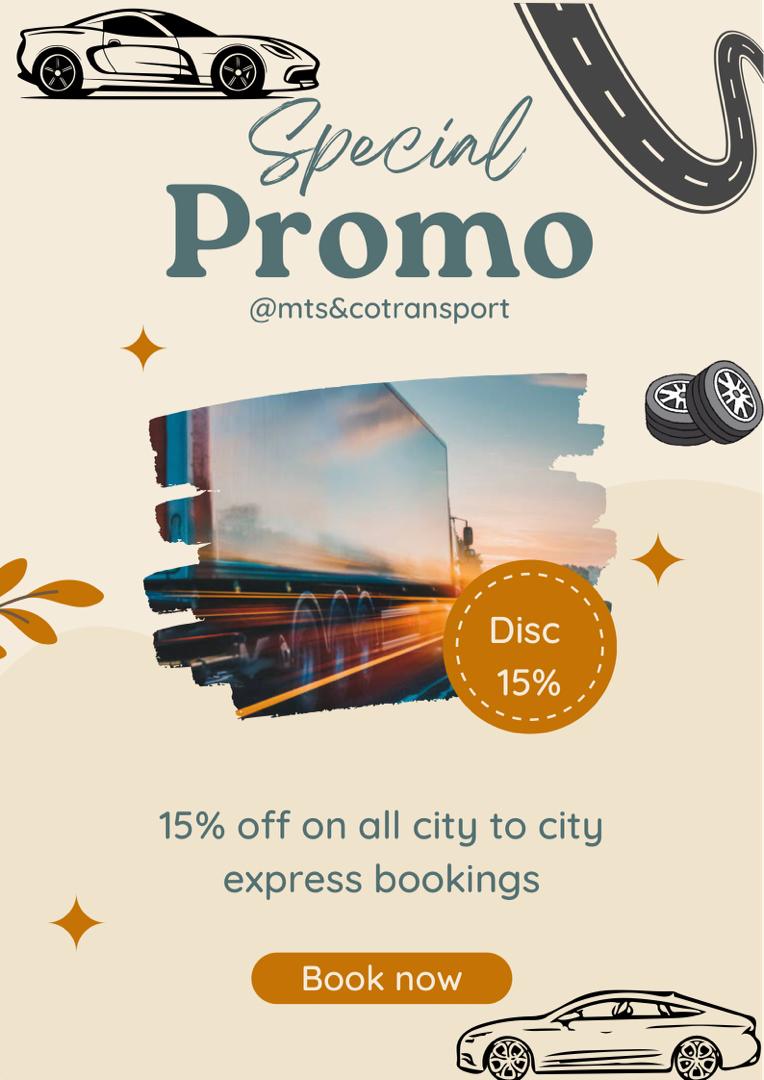 Special
Promo
@mts&cotransport
Disc
15%
15% off on all city to city
express bookings
Book now